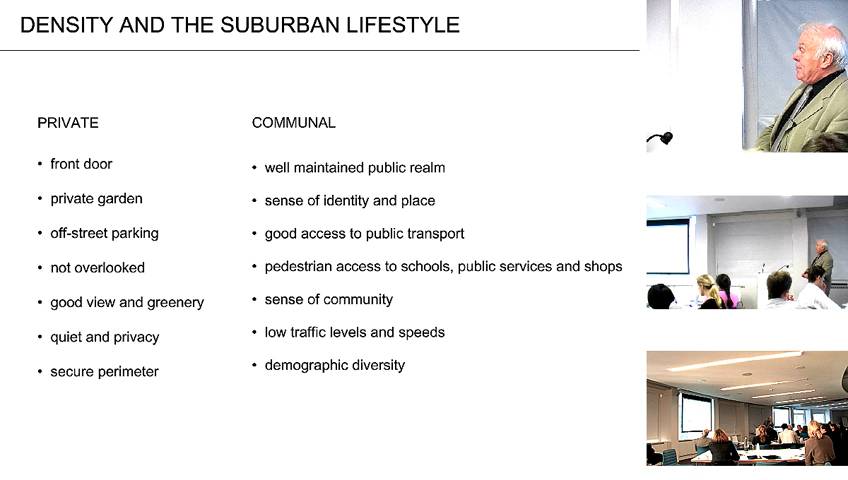 DENSITY AND THE SUBURBAN LIFESTYLE
PRIVATE
• front door
• private garden
• off-street parking
• not overlooked
• good view and greenery
• quiet and privacy
• secure perimeter
COMMUNAL
• well maintained public realm
• sense of identity and place
• good access to public transport
• pedestrian access to schools, public services and shops
• sense of community
• low traffic levels and speeds
• demographic diversity